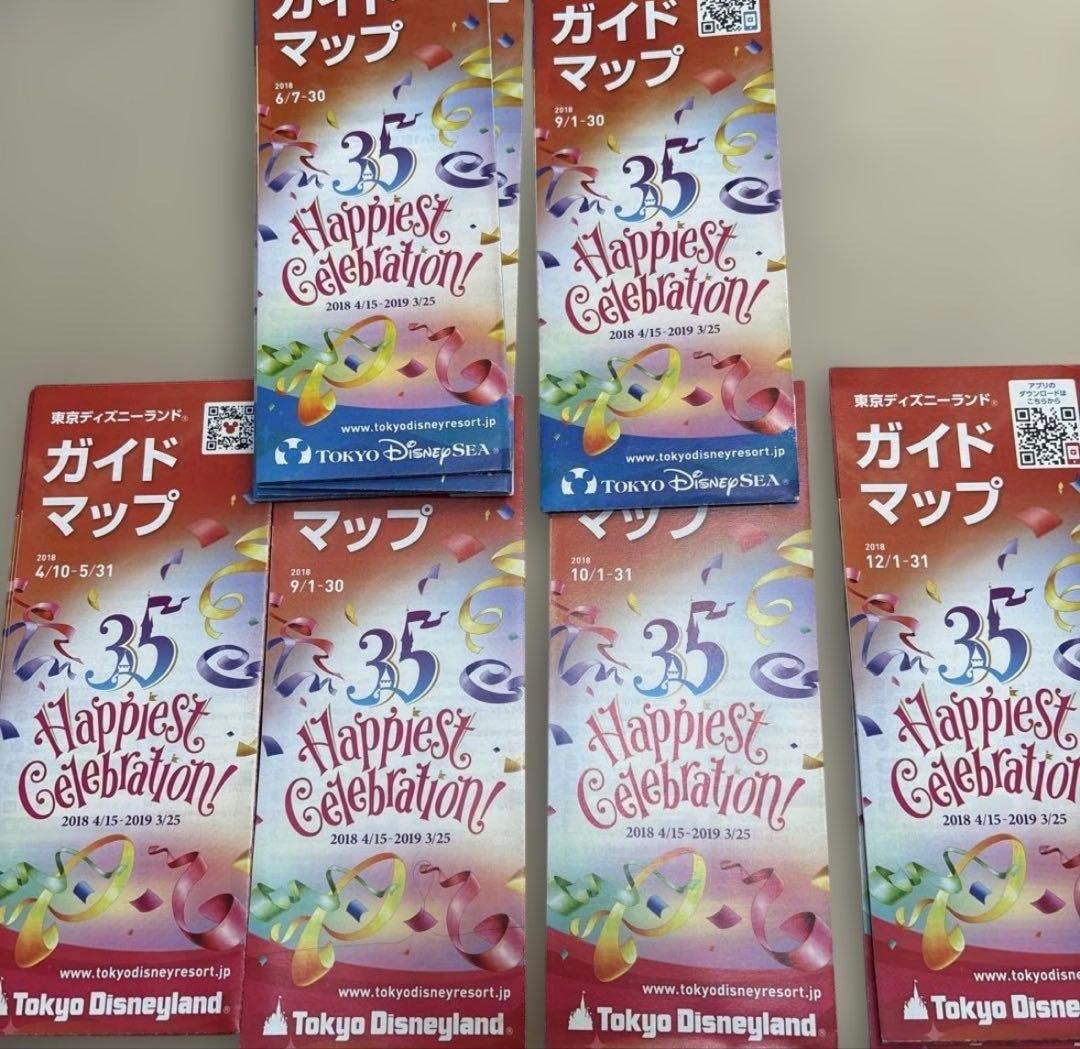 ガイド
マップ
2018
6/7-30
35
Happiest
Celebration!
2018 4/15-2019 3/25
www.tokyodisneyresort.jp
TOKYO DISNEYSEA®
ガイド
マップ
2018
9/1-30
35
Happiest
Celebration!
2018 4/15-2019 3/25
www.tokyodisneyresort.jp
TOKYO DISNEYSEA®
東京ディズニーランド®
ガイド
マップ
2018
4/10-5/31
35
Happiest
Celebration!
2018 4/15-2019 3/25
www.tokyodisneyresort.jp
Tokyo Disneyland®
マップ
2018
9/1-30
35
Happiest
Celebration!
2018 4/15-2019 3/25
www.tokyodisneyresort.jp
Tokyo Disneyland®
マップ
2018
10/1-31
35
Happiest
Celebration!
2018 4/15-2019 3/25
www.tokyodisneyresort.jp
Tokyo Disneyland®
東京ディズニーランド®
アプリの
ダウンロードは
こちらから
ガイド
マップ
2018
12/1-31
35
Happiest
Celebration
2018 4/15-2019 3/25
www.tokyodisne
Tokyo Disne